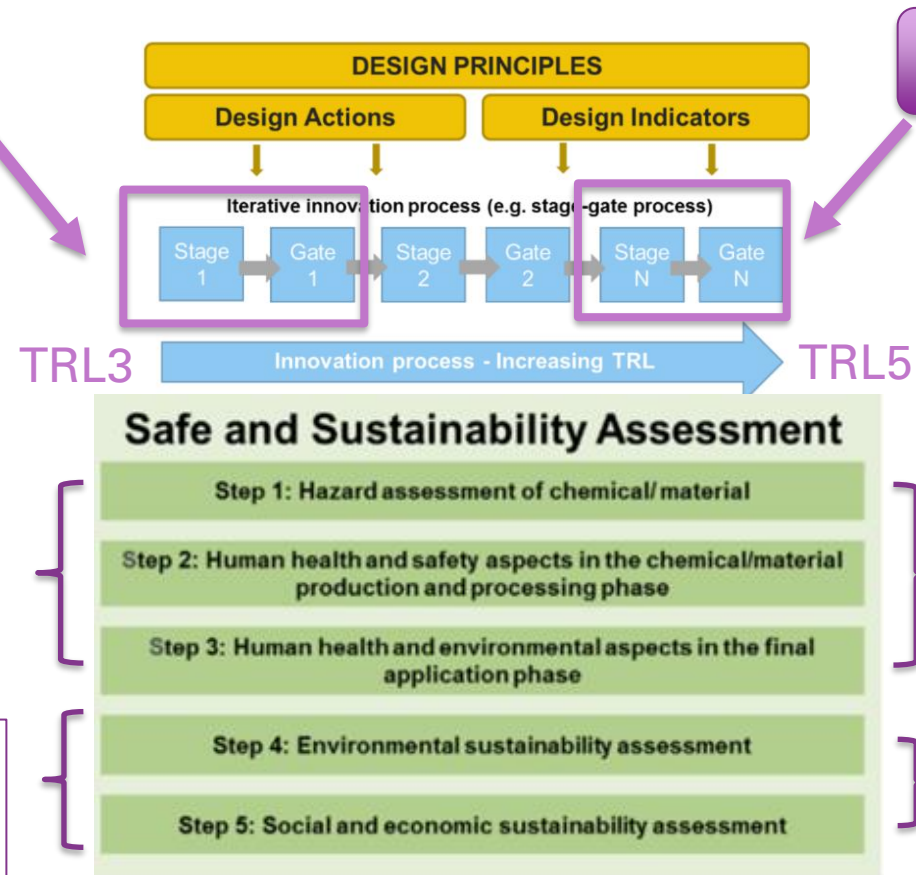 DESIGN PRINCIPLES
Design Actions
Design Indicators
Iterative innovation process (e.g. stage-gate process)
Stage
1
Gate
1
Stage
2
Gate
2
Stage
N
Gate
N
TRL3
Innovation process - Increasing TRL
TRL5
Safe and Sustainability Assessment
Step 1: Hazard assessment of chemical/material
Step 2: Human health and safety aspects in the chemical/material
production and processing phase
Step 3: Human health and environmental aspects in the final
application phase
Step 4: Environmental sustainability assessment
Step 5: Social and economic sustainability assessment